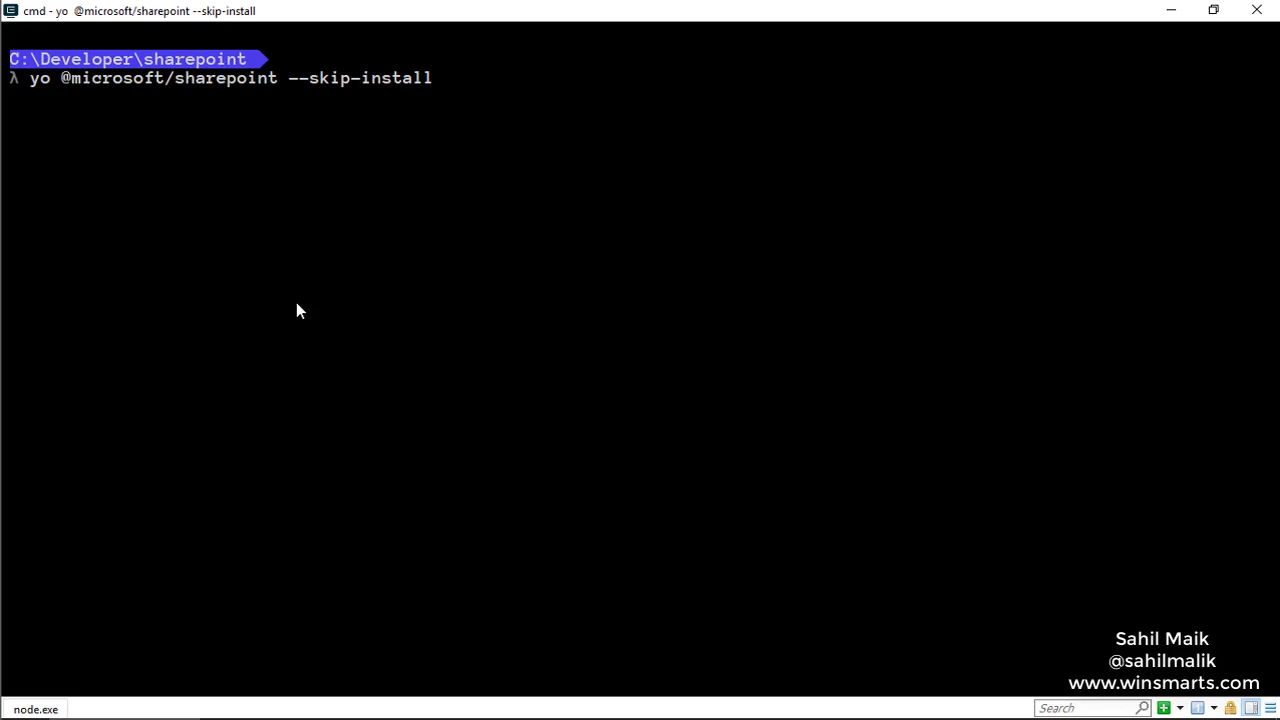 cmd - yo  @microsoft/sharepoint --skip-install
C:\Developer\sharepoint
λ yo @microsoft/sharepoint --skip-install
Sahil Maik
@sahilmalik
www.winsmarts.com
node.exe
Search